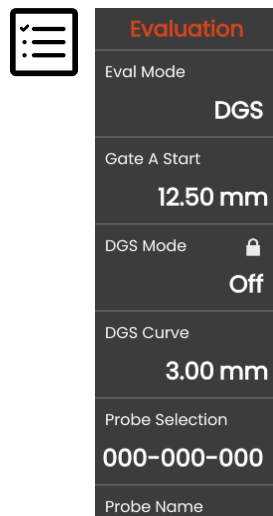 Evaluation
Eval Mode
DGS
Gate A Start
12.50 mm
DGS Mode
Off
DGS Curve
3.00 mm
Probe Selection
000-000-000
Probe Name